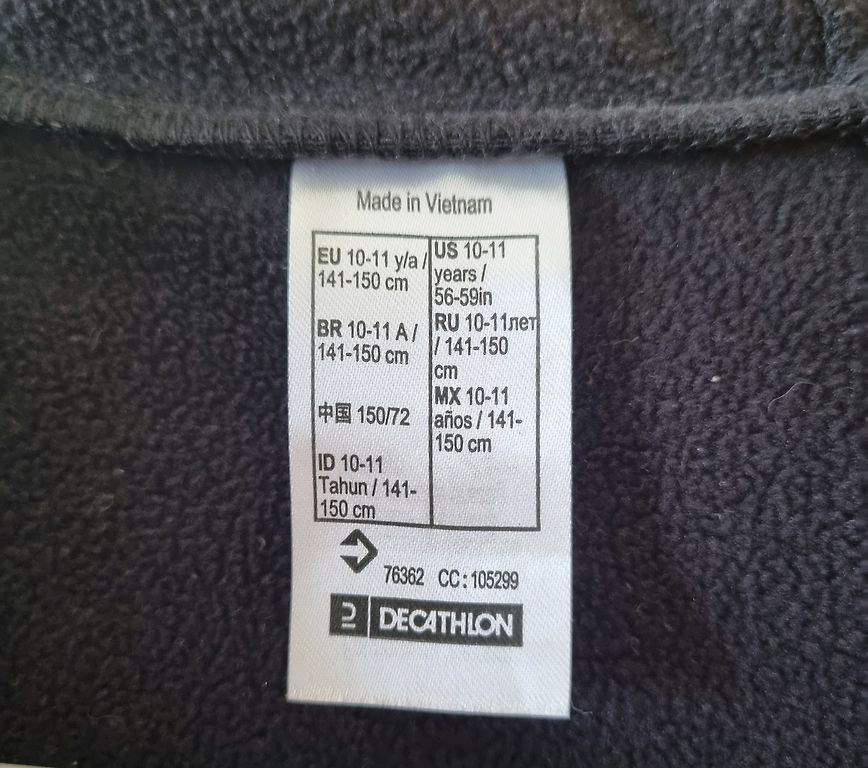 Made in Vietnam
EU 10-11 y/a /
141-150 cm
BR 10-11 A /
141-150 cm
中国 150/72
ID 10-11
Tahun / 141-
150 cm
US 10-11
years /
56-59in
RU 10-11лет
/ 141-150
cm
MX 10-11
años / 141-
150 cm
76362 CC : 105299
DECATHLON